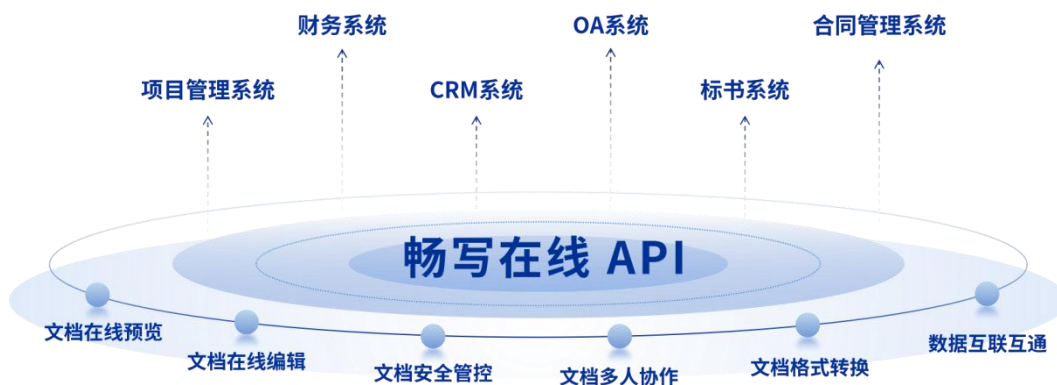 财务系统
OA系统
合同管理系统
项目管理系统
CRM系统
标书系统
畅写在线 API
文档在线预览
文档在线编辑
文档安全管控
文档多人协作
文档格式转换
数据互联互通